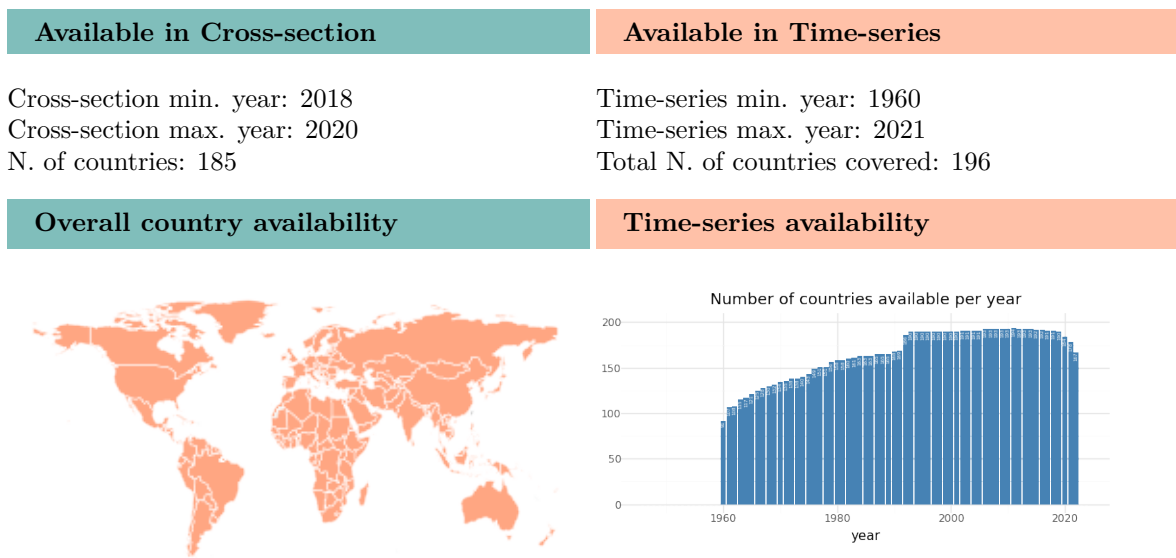 Available in Cross-section
Cross-section min. year: 2018
Cross-section max. year: 2020
N. of countries: 185
Available in Time-series
Time-series min. year: 1960
Time-series max. year: 2021
Total N. of countries covered: 196
Overall country availability
Time-series availability
Number of countries available per year
200
150
100
50
0
1960
1980
2000
2020
year